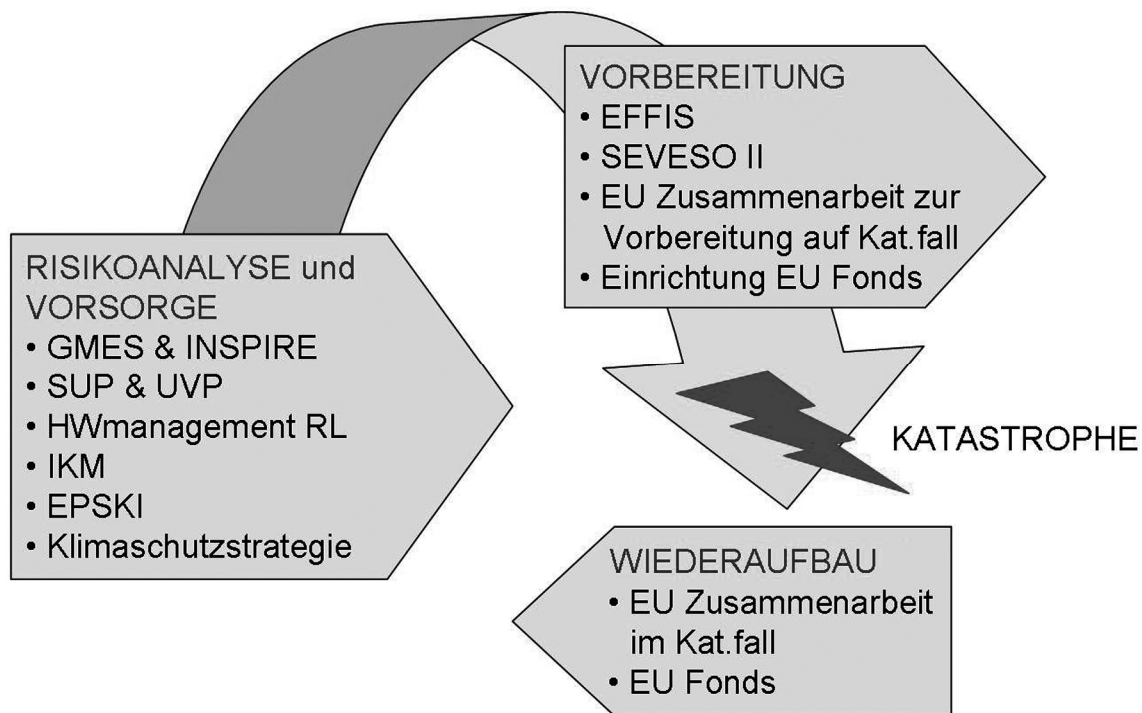 VORBEREITUNG
• EFFIS
• SEVESO II
• EU Zusammenarbeit zur
Vorbereitung auf Kat.fall
• Einrichtung EU Fonds
RISIKOANALYSE und
VORSORGE
• GMES & INSPIRE
• SUP & UVP
• HWmanagement RL
• IKM
• EPSKI
• Klimaschutzstrategie
KATASTROPHE
WIEDERAUFBAU
• EU Zusammenarbeit
im Kat.fall
• EU Fonds